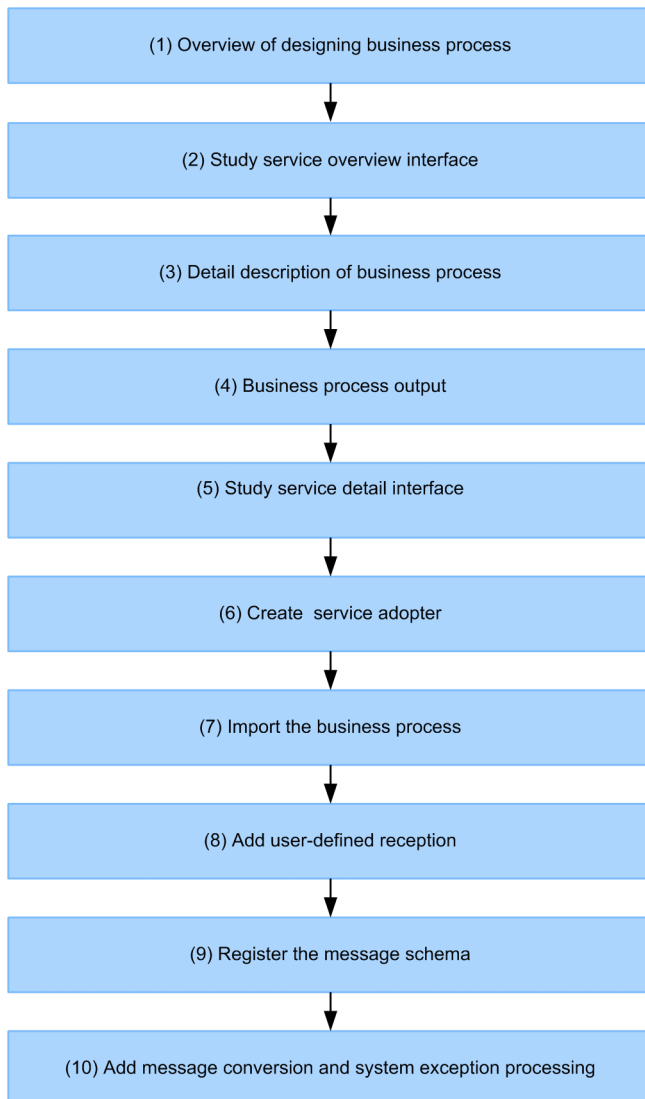 (1) Overview of designing business process
(2) Study service overview interface
(3) Detail description of business process
(4) Business process output
(5) Study service detail interface
(6) Create  service adopter
(7) Import the business process
(8) Add user-defined reception
(9) Register the message schema
(10) Add message conversion and system exception processing